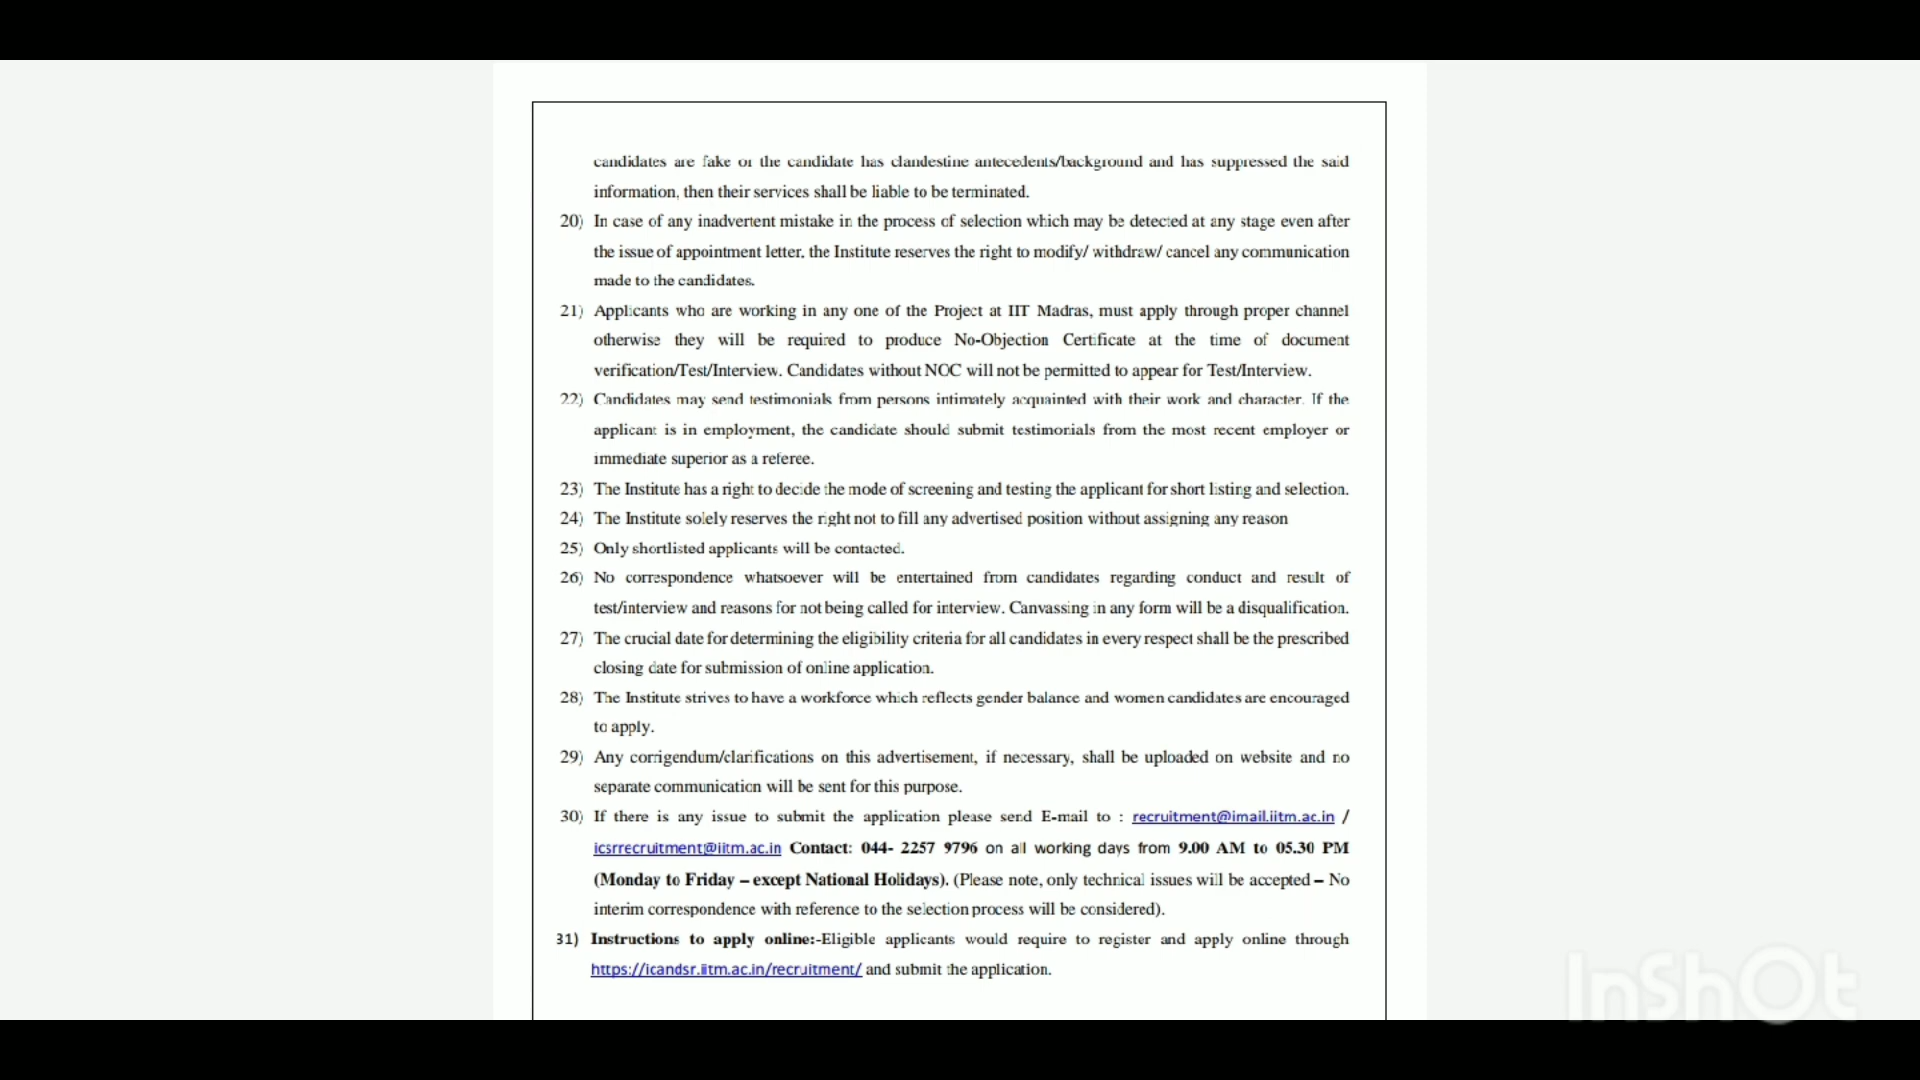 candidates are fake or the candidate has clandestine antecedents/background and has suppressed the said
information, then their services shall be liable to be terminated.
20) In case of any inadvertent mistake in the process of selection which may be detected at any stage even after
the issue of appointment letter, the Institute reserves the right to modify/ withdraw/ cancel any communication
made to the candidates.
21) Applicants who are working in any one of the Project at IIT Madras, must apply through proper channel
otherwise they will be required to produce No-Objection Certificate at the time of document
verification/Test/Interview. Candidates without NOC will not be permitted to appear for Test/Interview.
22) Candidates may send testimonials from persons intimately acquainted with their work and character. If the
applicant is in employment, the candidate should submit testimonials from the most recent employer or
immediate superior as a referee.
23) The Institute has a right to decide the mode of screening and testing the applicant for short listing and selection.
24) The Institute solely reserves the right not to fill any advertised position without assigning any reason
25) Only shortlisted applicants will be contacted.
26) No correspondence whatsoever will be entertained from candidates regarding conduct and result of
test/interview and reasons for not being called for interview. Canvassing in any form will be a disqualification.
27) The crucial date for determining the eligibility criteria for all candidates in every respect shall be the prescribed
closing date for submission of online application.
28) The Institute strives to have a workforce which reflects gender balance and women candidates are encouraged
to apply.
29) Any corrigendum/clarifications on this advertisement, if necessary, shall be uploaded on website and no
separate communication will be sent for this purpose.
30) If there is any issue to submit the application please send E-mail to : recruitment@imail.iitm.ac.in /
icsrrecruitment@iitm.ac.in Contact: 044- 2257 9796 on all working days from 9.00 AM to 05.30 PM
(Monday to Friday – except National Holidays). (Please note, only technical issues will be accepted – No
interim correspondence with reference to the selection process will be considered).
31) Instructions to apply online:-Eligible applicants would require to register and apply online through
https://icandsr.iitm.ac.in/recruitment/ and submit the application.
InShOt